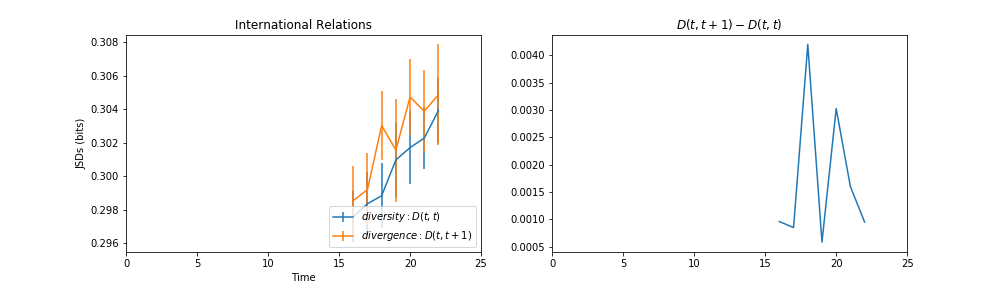 International Relations
JSDs (bits)
0.308
0.306
0.304
0.302
0.300
0.298
0.296
diversity : D(t, t)
divergence : D(t, t + 1)
0 5 10 15 20 25
Time
D(t, t + 1) − D(t, t)
0.0040
0.0035
0.0030
0.0025
0.0020
0.0015
0.0010
0.0005
0 5 10 15 20 25